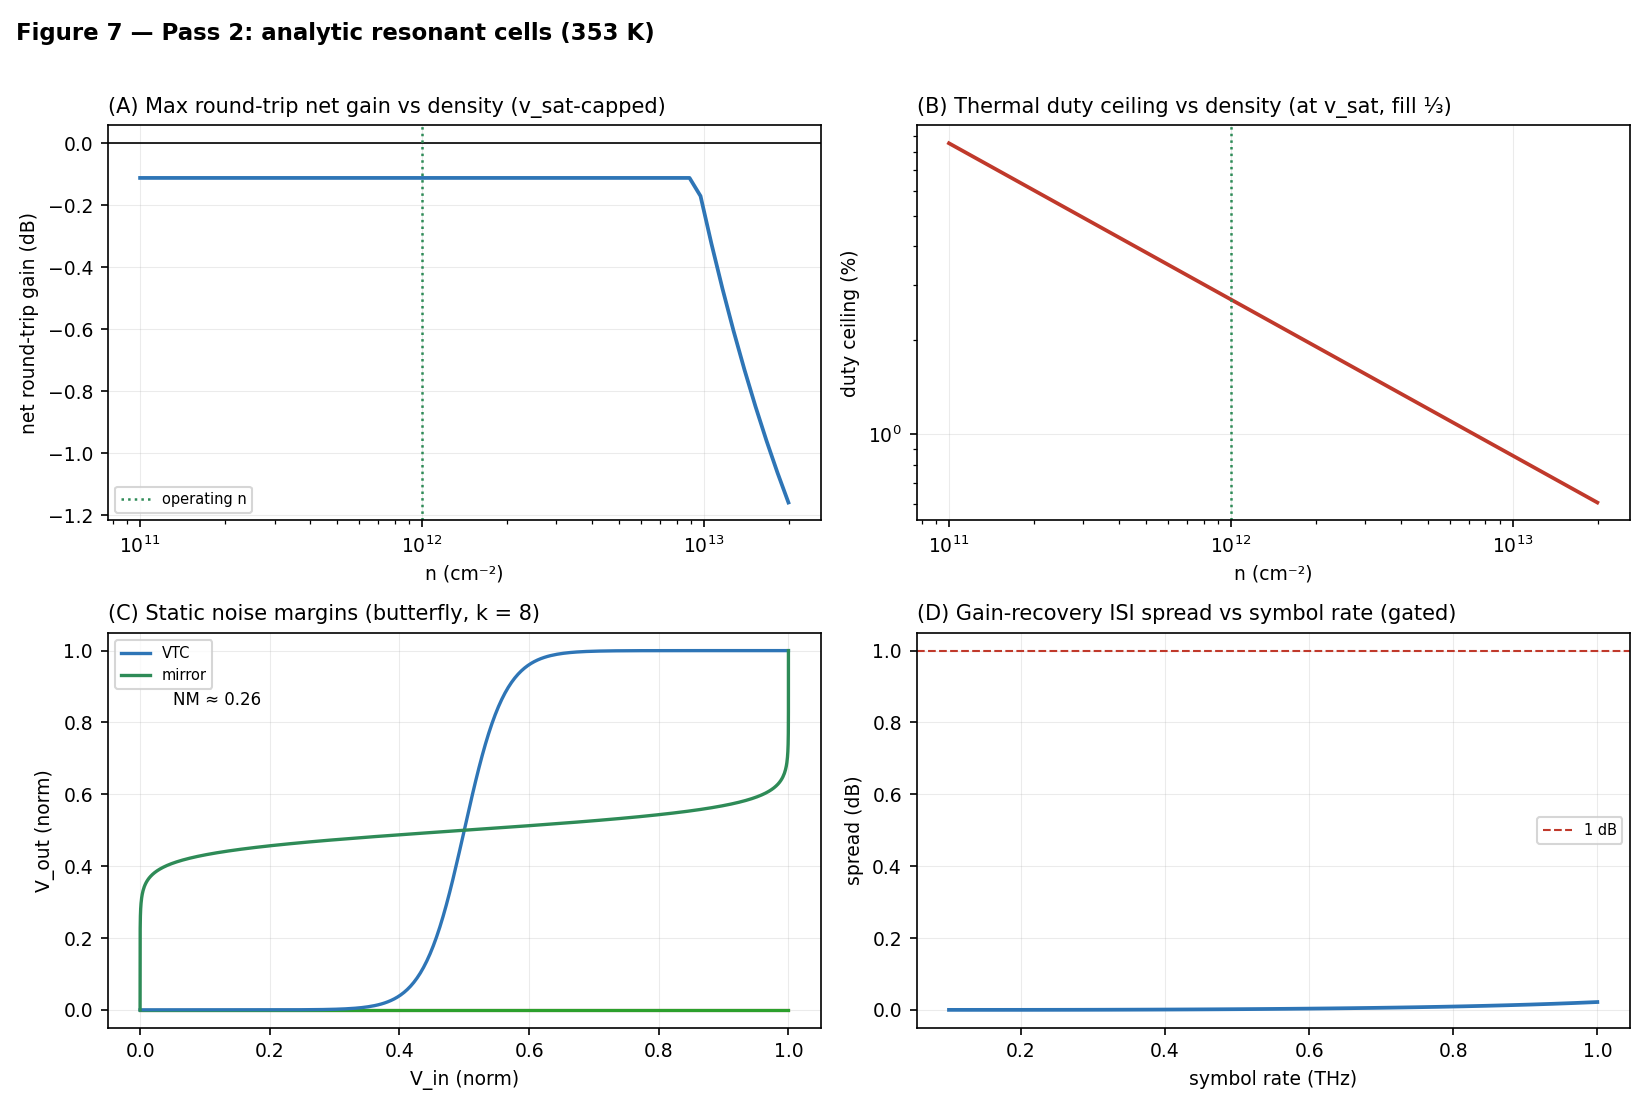 Figure 7 — Pass 2: analytic resonant cells (353 K)
(A) Max round-trip net gain vs density (v_sat-capped)
0.0
−0.2
−0.4
−0.6
−0.8
−1.0
−1.2
net round-trip gain (dB)
operating n
10¹¹
10¹²
10¹³
n (cm⁻²)
(B) Thermal duty ceiling vs density (at v_sat, fill ⅓)
10⁰
duty ceiling (%)
10¹¹
10¹²
10¹³
n (cm⁻²)
(C) Static noise margins (butterfly, k = 8)
VTC
mirror
NM ≈ 0.26
1.0
0.8
0.6
0.4
0.2
0.0
V_out (norm)
0.0
0.2
0.4
0.6
0.8
1.0
V_in (norm)
(D) Gain-recovery ISI spread vs symbol rate (gated)
1.0
0.8
0.6
0.4
0.2
0.0
spread (dB)
1 dB
0.2
0.4
0.6
0.8
1.0
symbol rate (THz)